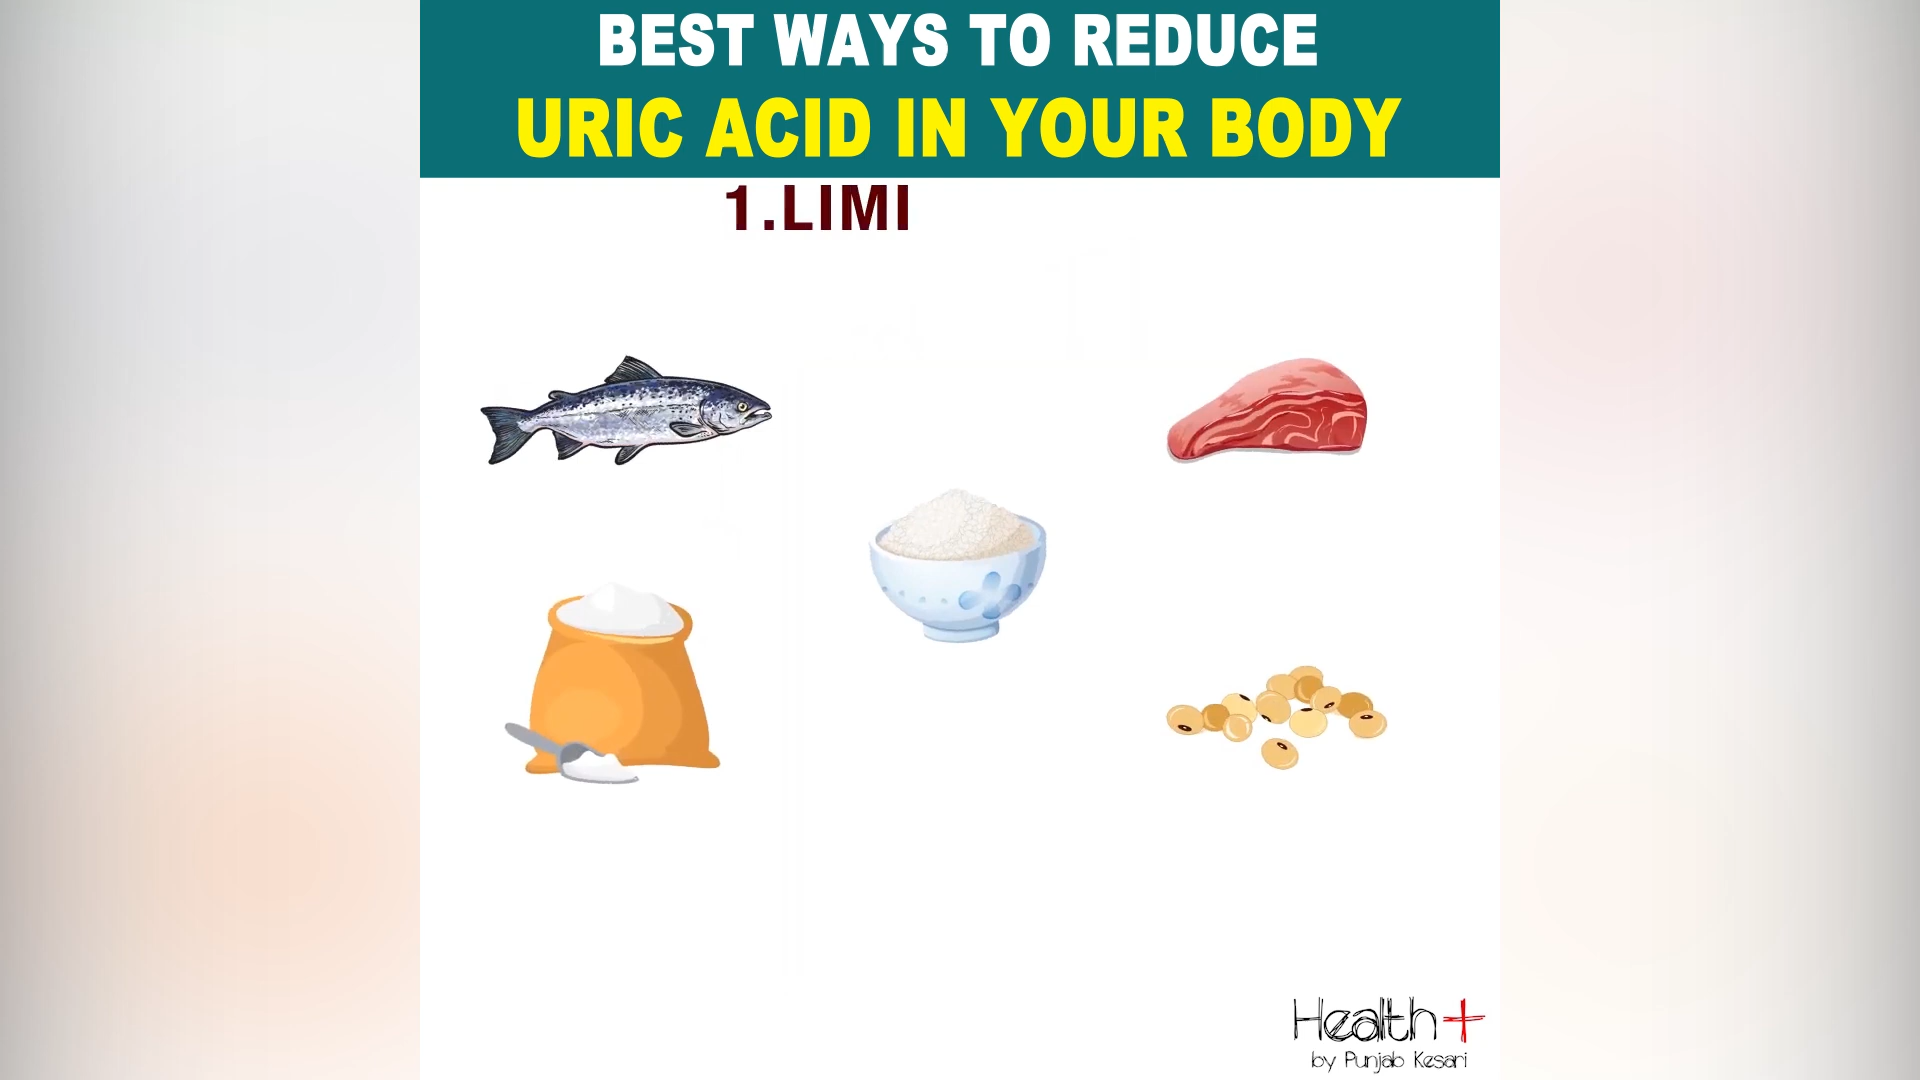 BEST WAYS TO REDUCE
URIC ACID IN YOUR BODY
1.LIMI
Health+
by Punjab Kesari